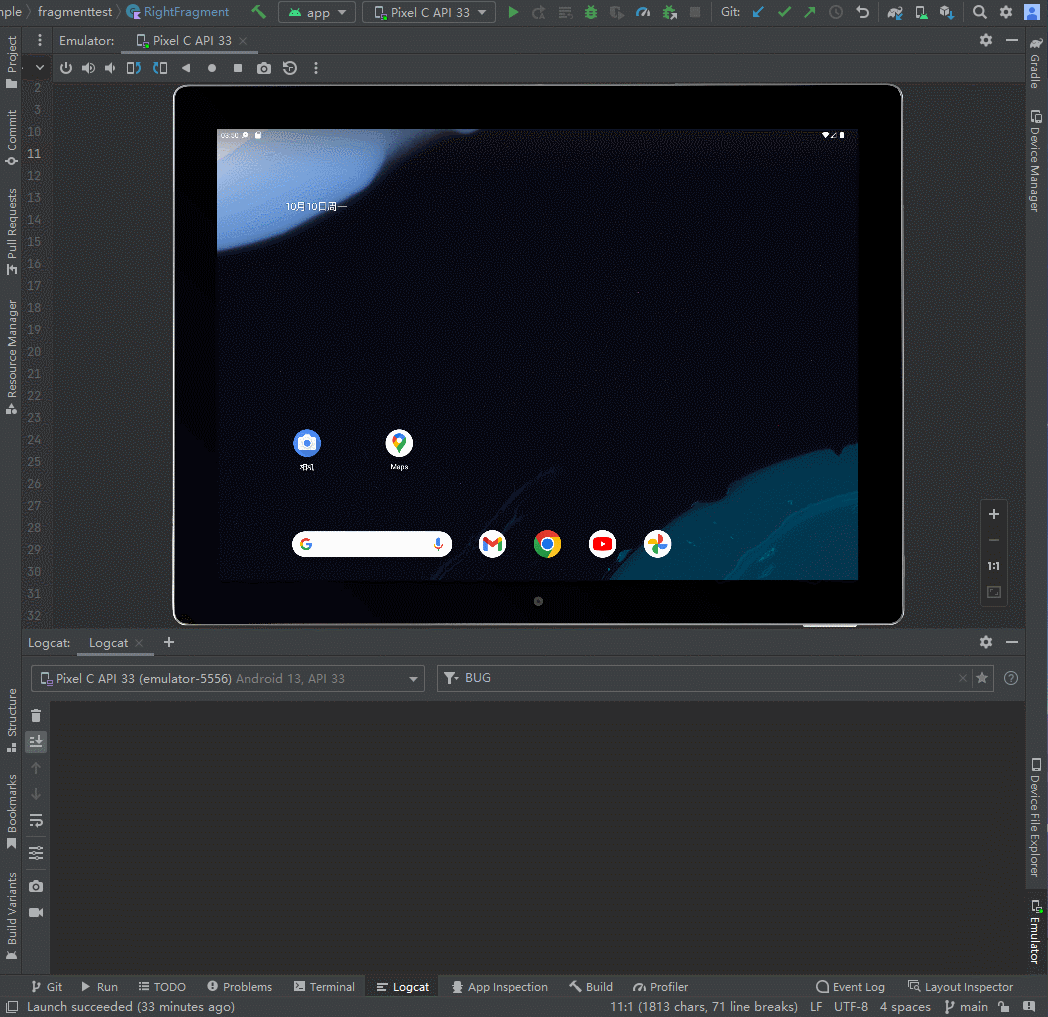 nple fragmenttest RightFragment app Pixel C API 33 Git:
Emulator: Pixel C API 33
2
3
10
11
12
13
14
15
16
17
18
19
20
21
22
23
24
25
26
27
28
29
30
31
32
03:00
10月10日周一
相机 Maps
1:1
Project
Commit
Pull Requests
Resource Manager
Structure
Bookmarks
Build Variants
Gradle
Device Manager
Device File Explorer
Emulator
Logcat: Logcat
Pixel C API 33 (emulator-5556) Android 13, API 33 BUG
Git Run TODO Problems Terminal Logcat App Inspection Build Profiler Event Log Layout Inspector
Launch succeeded (33 minutes ago) 11:1 (1813 chars, 71 line breaks) LF UTF-8 4 spaces main